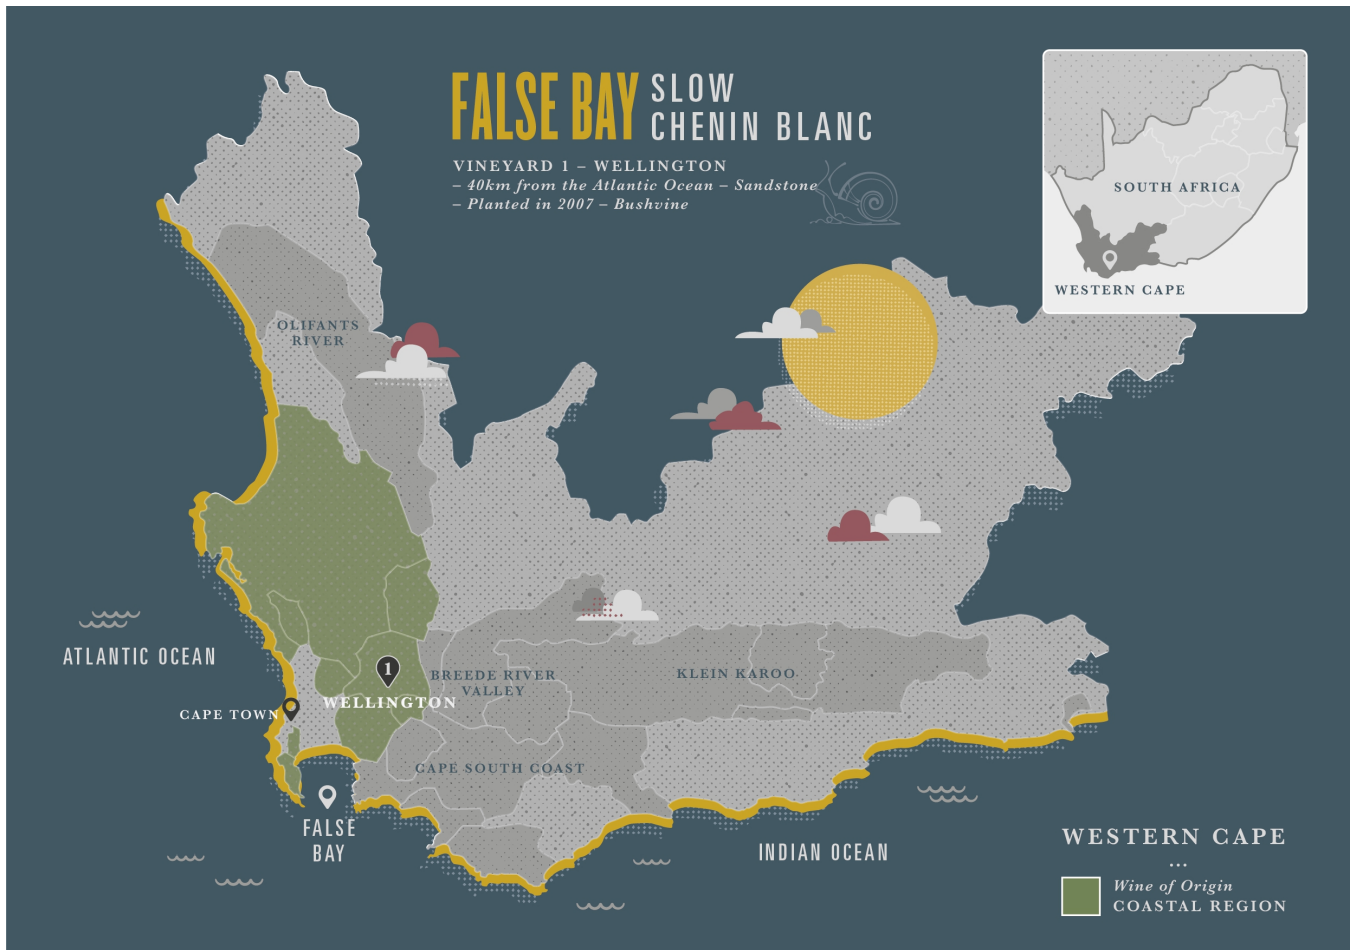 FALSE BAY SLOW
CHENIN BLANC
VINEYARD 1 – WELLINGTON
– 40km from the Atlantic Ocean – Sandstone
– Planted in 2007 – Bushvine
SOUTH AFRICA
WESTERN CAPE
OLIFANTS
RIVER
ATLANTIC OCEAN
1
WELLINGTON
BREEDE RIVER
VALLEY
KLEIN KAROO
CAPE TOWN
CAPE SOUTH COAST
FALSE
BAY
INDIAN OCEAN
WESTERN CAPE
...
Wine of Origin
COASTAL REGION